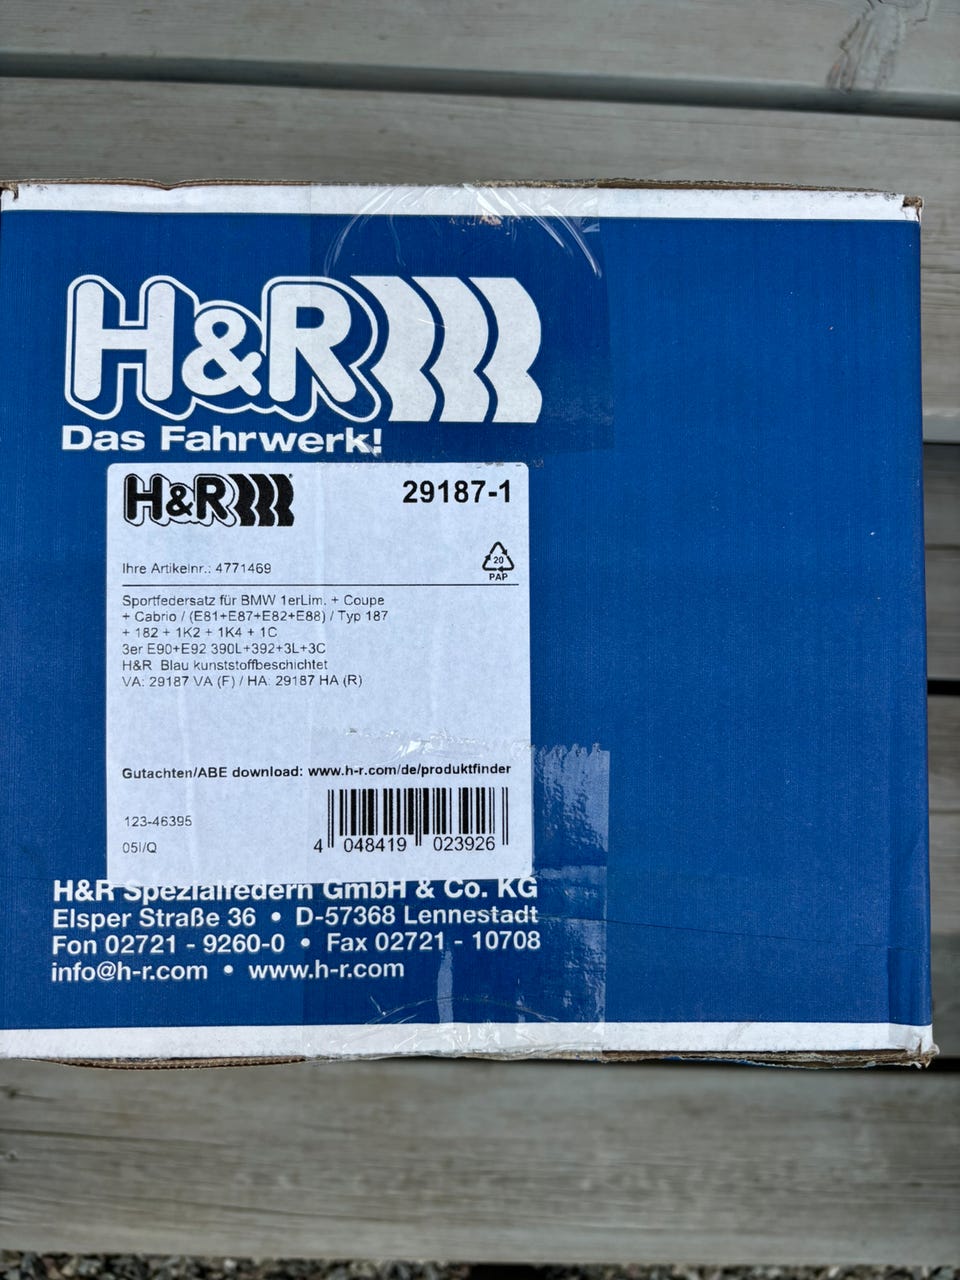 H&R
Das Fahrwerk!
H&R
29187-1
Ihre Artikelnr.: 4771469
20
PAP
Sportfedersatz für BMW 1erLim. + Coupe
+ Cabrio / (E81+E87+E82+E88) / Typ 187
+ 182 + 1K2 + 1K4 + 1C
3er E90+E92 390L+392+3L+3C
H&R Blau kunststoffbeschichtet
VA: 29187 VA (F) / HA: 29187 HA (R)
Gutachten/ABE download: www.h-r.com/de/produktfinder
123-46395
05I/Q
4 048419 023926
H&R Spezialfedern GmbH & Co. KG
Elsper Straße 36 • D-57368 Lennestadt
Fon 02721 - 9260-0 • Fax 02721 - 10708
info@h-r.com • www.h-r.com